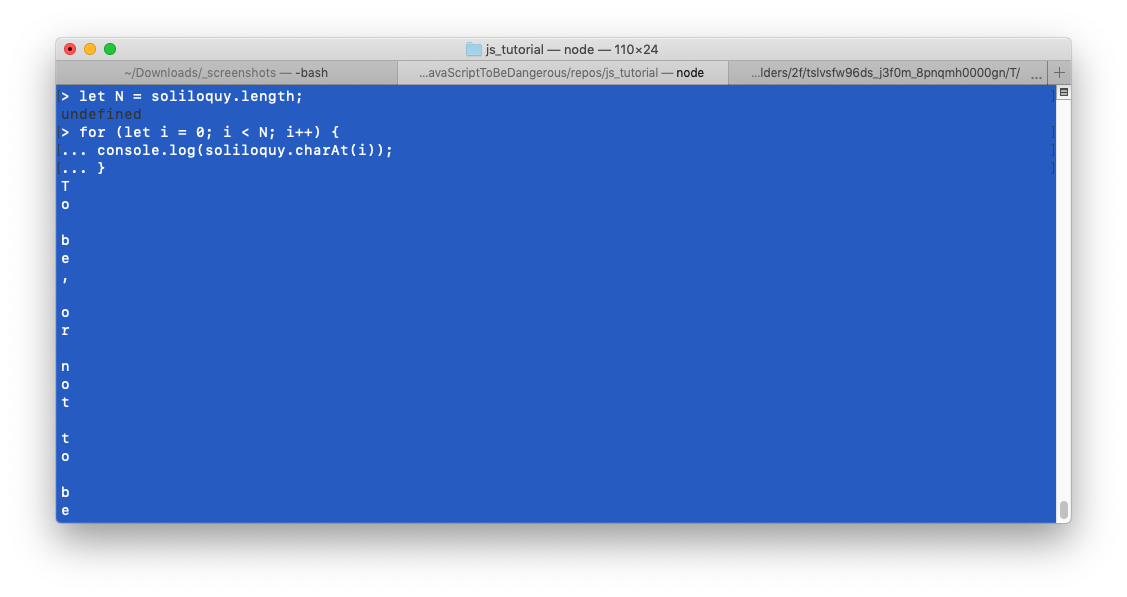 js_tutorial — node — 110×24
~/Downloads/_screenshots — -bash
...avaScriptToBeDangerous/repos/js_tutorial — node
...lders/2f/tslvsfw96ds_j3f0m_8pnqmh0000gn/T/ ...
[> let N = soliloquy.length; ]
undefined
[> for (let i = 0; i < N; i++) { ]
[... console.log(soliloquy.charAt(i)); ]
[... } ]
T
o

b
e
,

o
r

n
o
t

t
o

b
e